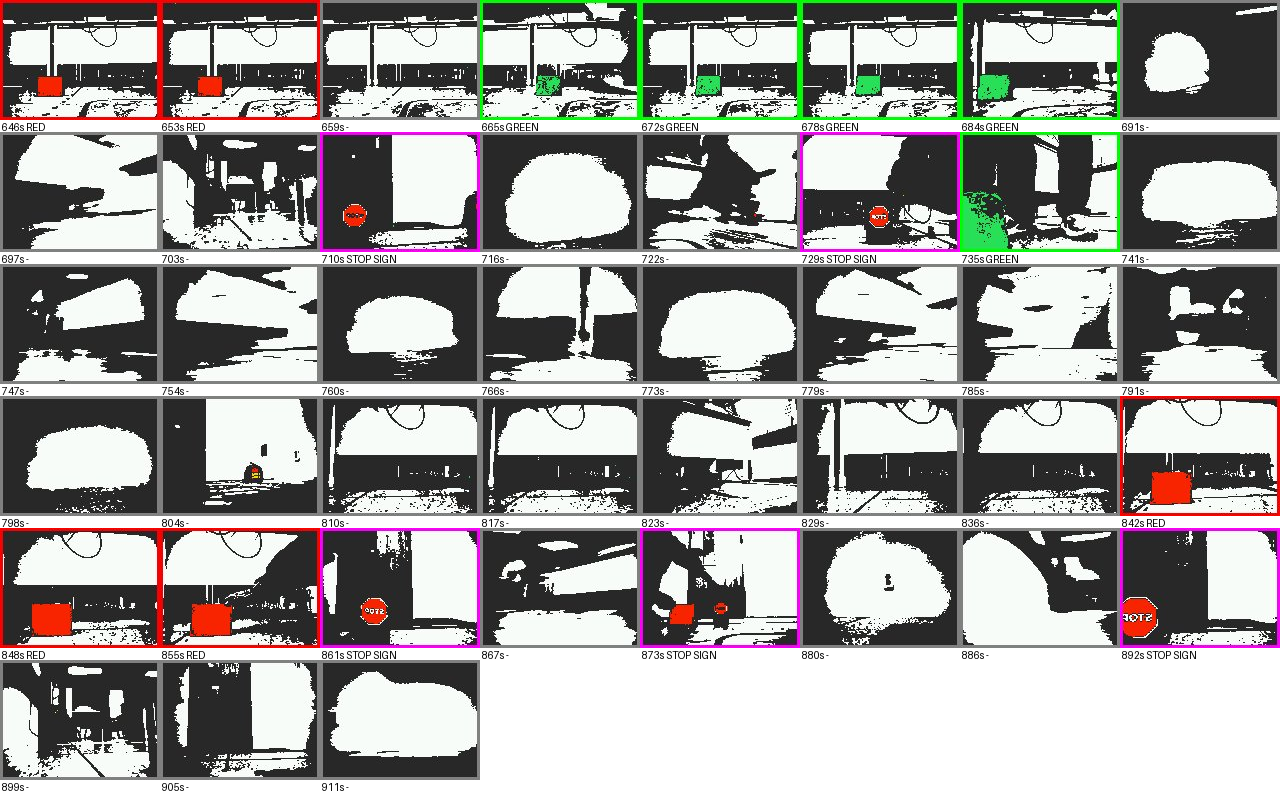 646s RED
653s RED
659s -
665s GREEN
672s GREEN
678s GREEN
684s GREEN
691s -
697s -
703s -
710s STOP SIGN
716s -
722s -
729s STOP SIGN
735s GREEN
741s -
747s -
754s -
760s -
766s -
773s -
779s -
785s -
791s -
798s -
804s -
810s -
817s -
823s -
829s -
836s -
842s RED
848s RED
855s RED
861s STOP SIGN
867s -
873s STOP SIGN
880s -
886s -
892s STOP SIGN
899s -
905s -
911s -